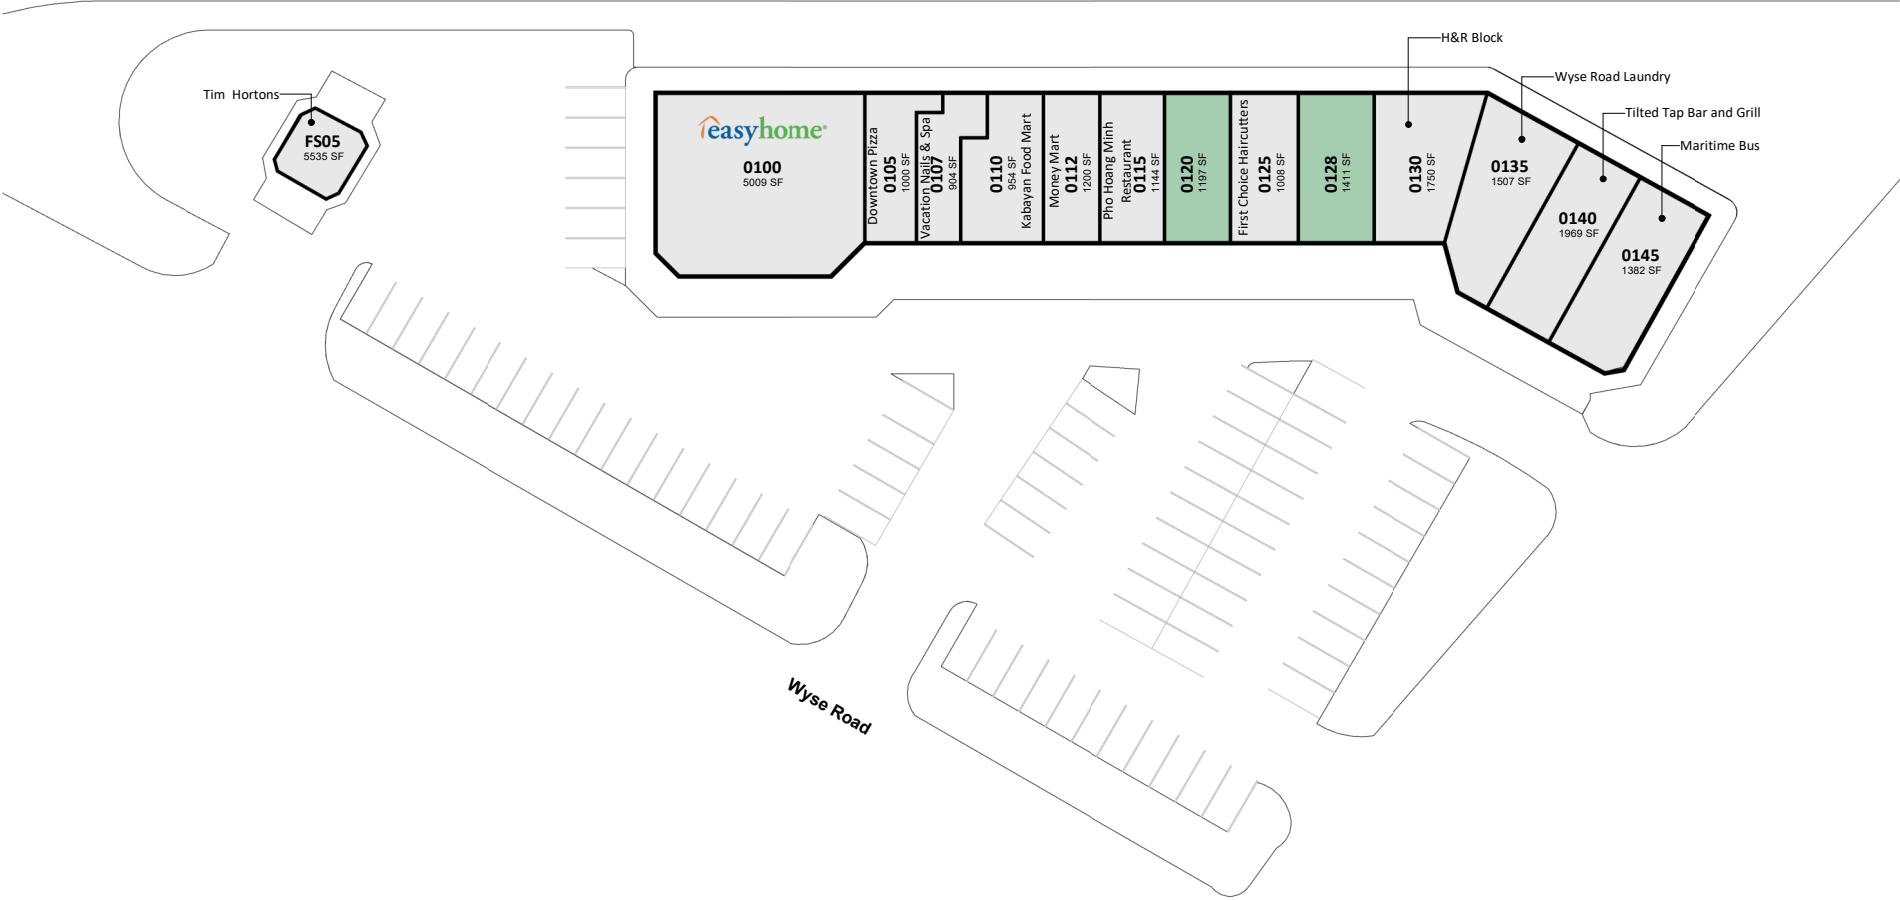 H&R Block
Wyse Road Laundry
Tilted Tap Bar and Grill
Maritime Bus
Tim Hortons
FS05
5535 SF
easyhome®
0100
5009 SF
Downtown Pizza
0105
1000 SF
Vacation Nails & Spa
0107
904 SF
0110
954 SF
Kabayan Food Mart
Money Mart
0112
1200 SF
Pho Hoang Minh
Restaurant
0115
1144 SF
0120
1197 SF
First Choice Haircutters
0125
1008 SF
0128
1411 SF
0130
1750 SF
0135
1507 SF
0140
1969 SF
0145
1382 SF
Wyse Road